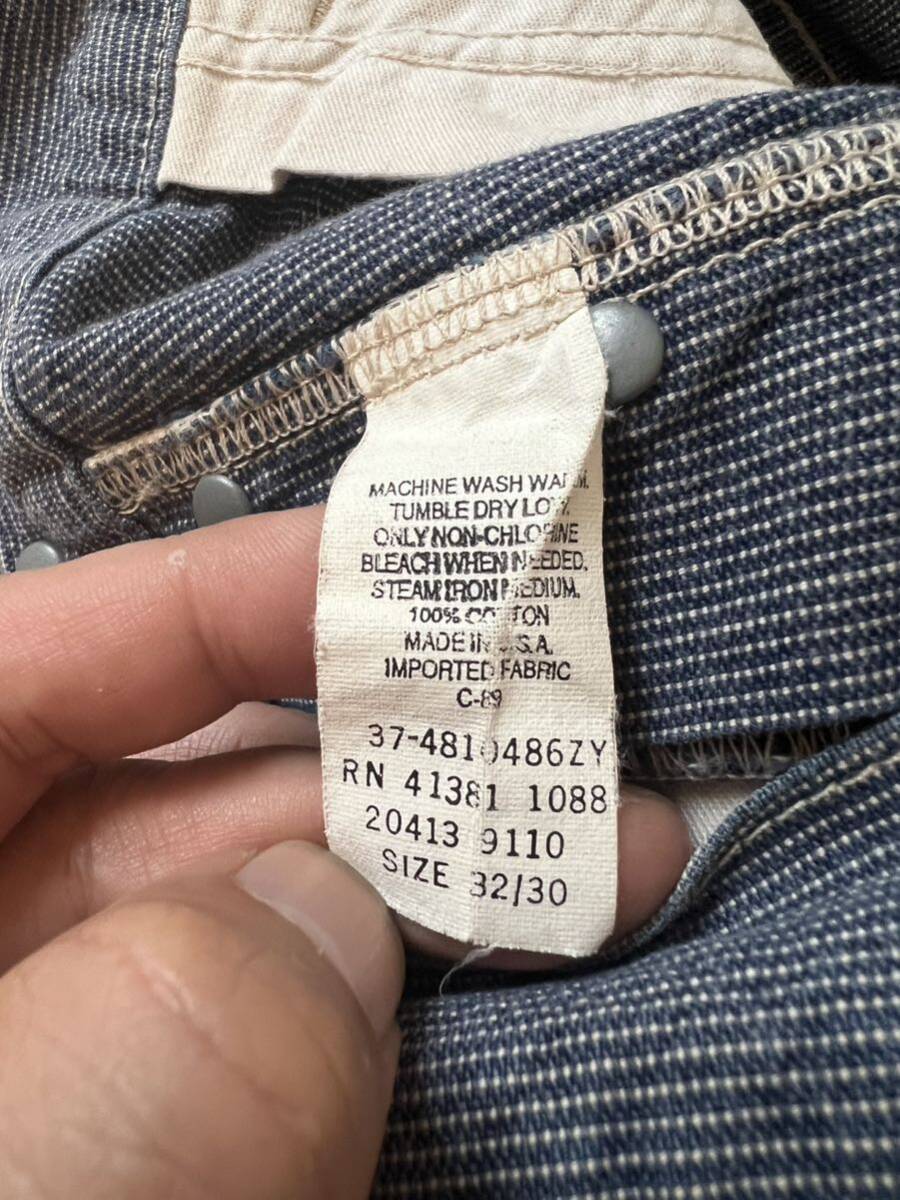 MACHINE WASH WARM.
TUMBLE DRY LOW.
ONLY NON-CHLORINE
BLEACH WHEN NEEDED.
STEAM IRON MEDIUM.
100% COTTON
MADE IN U.S.A.
IMPORTED FABRIC
C-89
37-4810486ZY
RN 41381 1088
20413 9110
SIZE 32/30